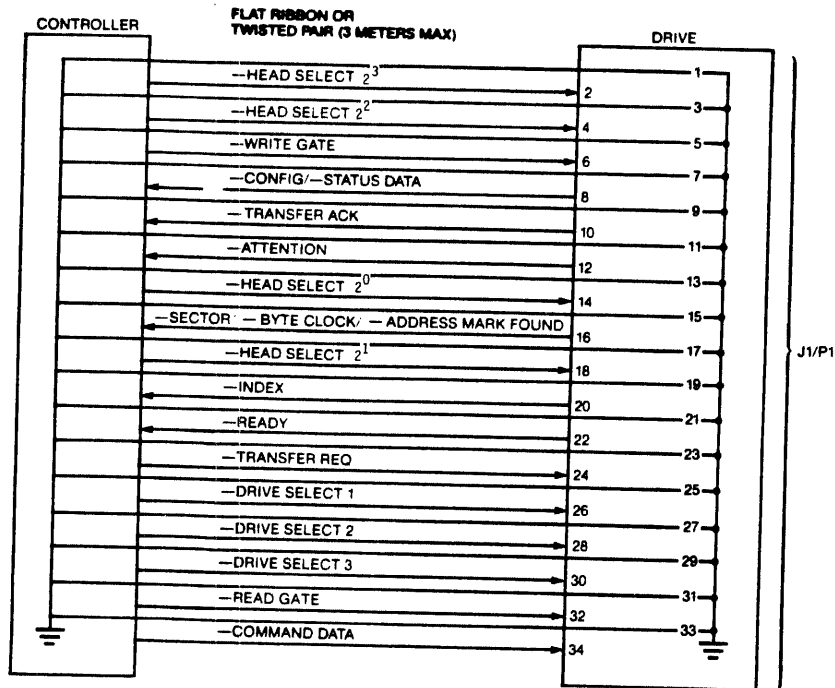 FLAT RIBBON OR
TWISTED PAIR (3 METERS MAX)
CONTROLLER
DRIVE
1
—HEAD SELECT 2³
2
3
—HEAD SELECT 2²
4
5
—WRITE GATE
6
7
—CONFIG/—STATUS DATA
8
9
—TRANSFER ACK
10
11
—ATTENTION
12
13
—HEAD SELECT 2⁰
14
15
—SECTOR — BYTE CLOCK/ — ADDRESS MARK FOUND
16
17
J1/P1
—HEAD SELECT 2¹
18
19
—INDEX
20
21
—READY
22
23
—TRANSFER REQ
24
25
—DRIVE SELECT 1
26
27
—DRIVE SELECT 2
28
29
—DRIVE SELECT 3
30
31
—READ GATE
32
33
—COMMAND DATA
34